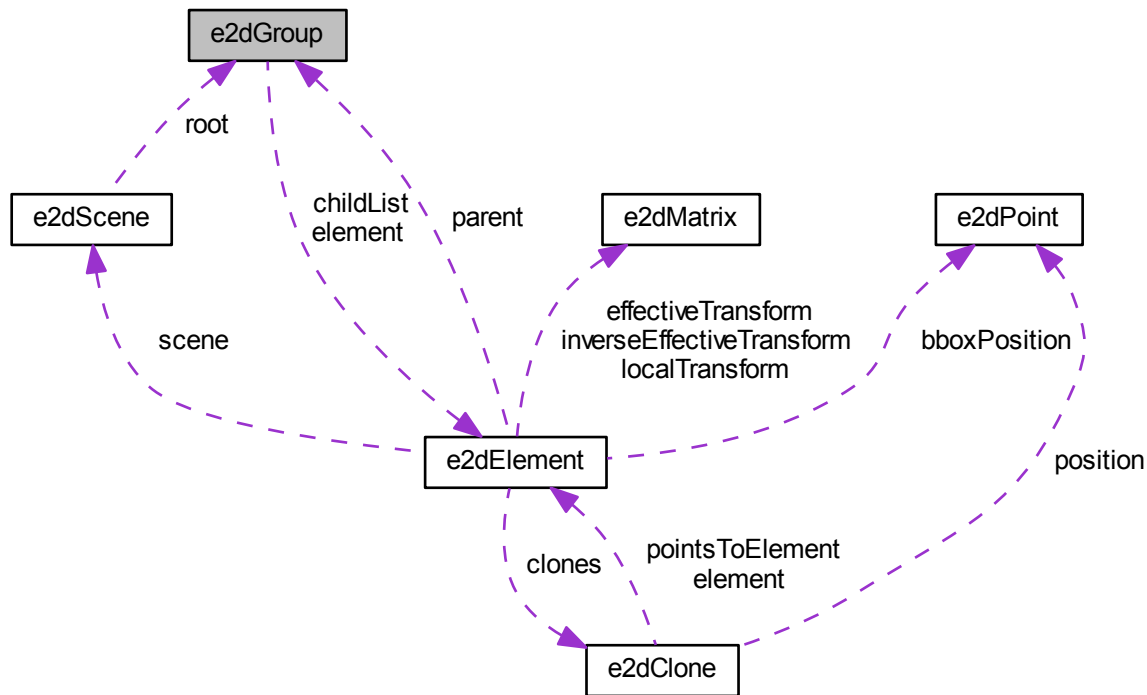 e2dGroup
root
e2dScene
childList
element
parent
e2dMatrix
e2dPoint
scene
effectiveTransform
inverseEffectiveTransform
localTransform
bboxPosition
e2dElement
position
clones
pointsToElement
element
e2dClone